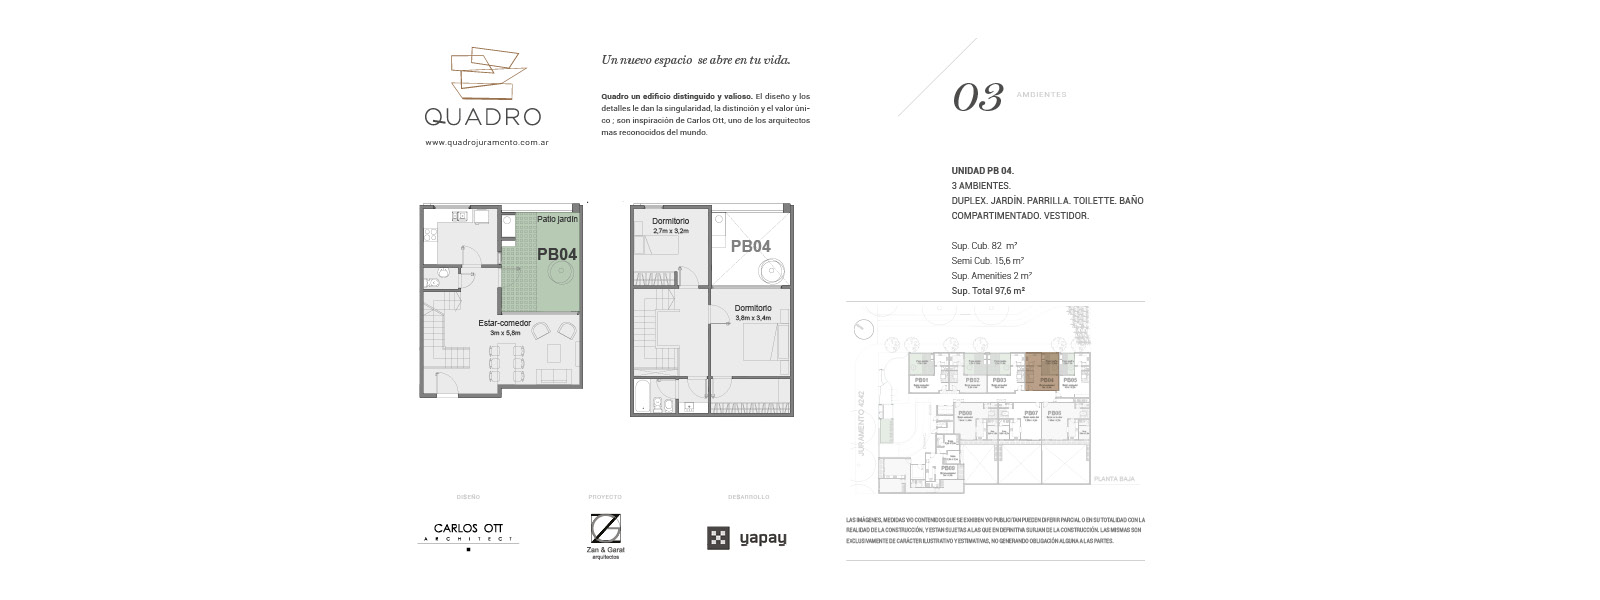 QUADRO
www.quadrojuramento.com.ar
Un nuevo espacio se abre en tu vida.
Quadro un edificio distinguido y valioso. El diseño y los
detalles le dan la singularidad, la distinción y el valor úni-
co ; son inspiración de Carlos Ott, uno de los arquitectos
mas reconocidos del mundo.
03 AMBIENTES
UNIDAD PB 04.
3 AMBIENTES.
DUPLEX. JARDÍN. PARRILLA. TOILETTE. BAÑO
COMPARTIMENTADO. VESTIDOR.
Sup. Cub. 82 m²
Semi Cub. 15,6 m²
Sup. Amenities 2 m²
Sup. Total 97,6 m²
Patio jardín
PB04
Estar-comedor
3m x 5,6m
Dormitorio
2,7m x 3,2m
PB04
Dormitorio
3,8m x 3,4m
PB01
PB02
PB03
PB04
PB05
PB06
PB07
JURAMENTO 4242
PLANTA BAJA
DISEÑO
CARLOS OTT
ARCHITECT
PROYECTO
Zan & Garat
arquitectos
DESARROLLO
yapay
LAS IMÁGENES, MEDIDAS Y/O CONTENIDOS QUE SE EXHIBEN Y/O PUBLICITAN PUEDEN DIFERIR PARCIAL O EN SU TOTALIDAD CON LA
REALIDAD DE LA CONSTRUCCIÓN, Y ESTAN SUJETAS A LAS QUE EN DEFINITIVA SURJAN DE LA CONSTRUCCIÓN. LAS MISMAS SON
EXCLUSIVAMENTE DE CARÁCTER ILUSTRATIVO Y ESTIMATIVAS, NO GENERANDO OBLIGACIÓN ALGUNA A LAS PARTES.